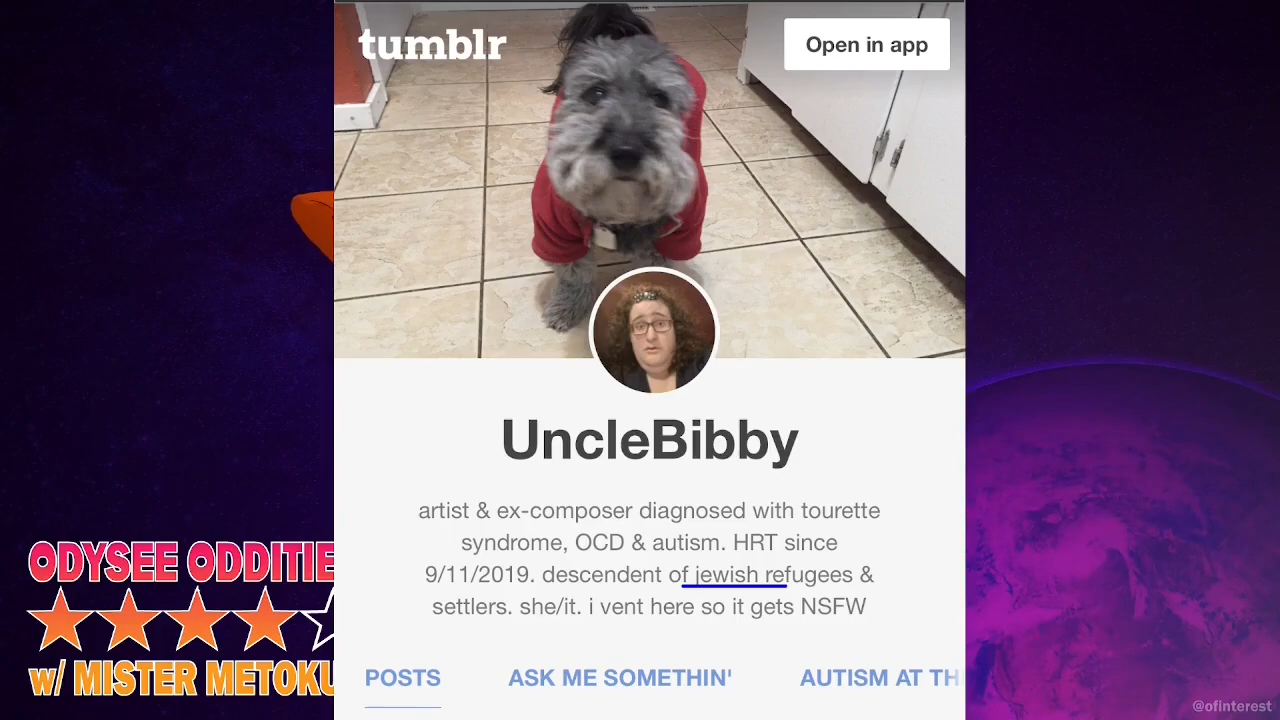 tumblr
Open in app
UncleBibby
artist & ex-composer diagnosed with tourette
syndrome, OCD & autism. HRT since
9/11/2019. descendent of jewish refugees &
settlers. she/it. i vent here so it gets NSFW
POSTS
ASK ME SOMETHIN'
AUTISM AT TH
ODYSEE ODDITIE
w/ MISTER METOKU
@ofinterest